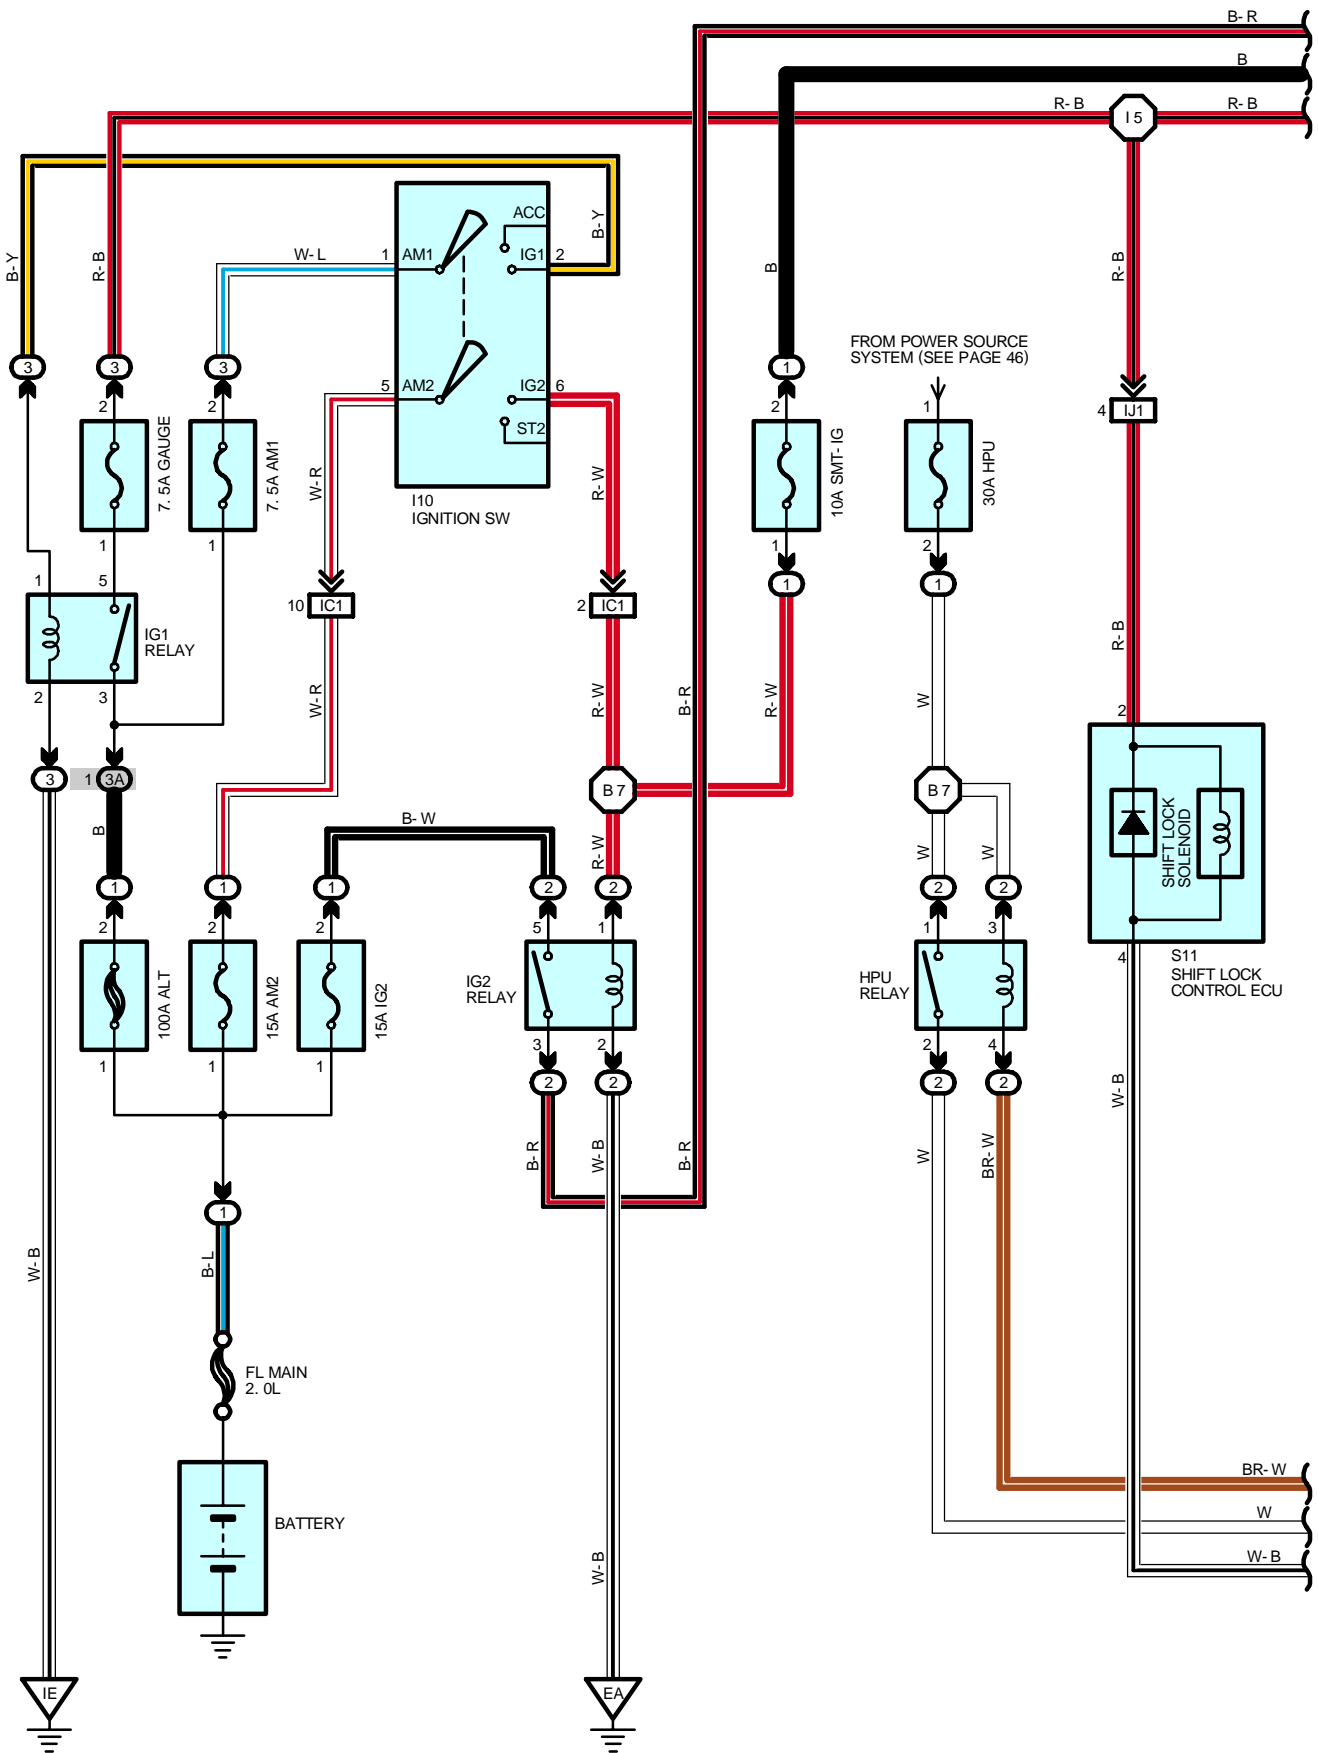 B- R
B
R- B
I 5
R- B
B- Y
R- B
W- L
1
AM1
ACC
IG1
2
B- Y
B
R- B
3
3
3
FROM POWER SOURCE
SYSTEM (SEE PAGE 46)
1
5
AM2
IG2
6
ST2
2
2
2
1
4
IJ1
7. 5A GAUGE
7. 5A AM1
W- R
I10
IGNITION SW
R- W
10A SMT- IG
30A HPU
1
1
1
2
1
5
1
1
10
IC1
2
IC1
IG1
RELAY
R- B
2
3
W- R
R- W
B- R
R- W
W
2
3
1
3A
B 7
B 7
B
B- W
R- W
W
W
SHIFT LOCK
SOLENOID
1
1
1
2
2
2
2
2
2
2
5
1
1
3
100A ALT
15A AM2
15A IG2
IG2
RELAY
HPU
RELAY
4
S11
SHIFT LOCK
CONTROL ECU
1
1
1
3
2
2
4
2
2
2
2
W- B
B- R
W- B
B- R
W
BR- W
1
W- B
B- L
FL MAIN
2. 0L
BR- W
BATTERY
W
W- B
W- B
IE
EA